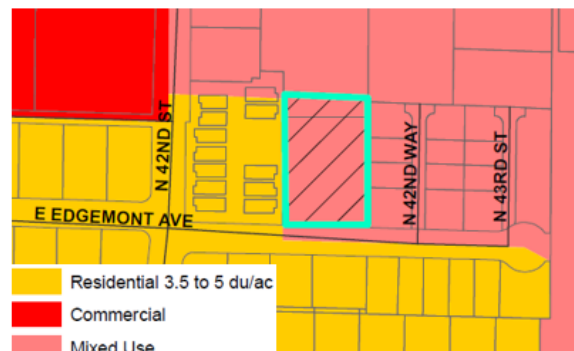 N 42ND ST
N 42ND WAY
N 43RD ST
E EDGEMONT AVE
Residential 3.5 to 5 du/ac
Commercial
Mixed Use